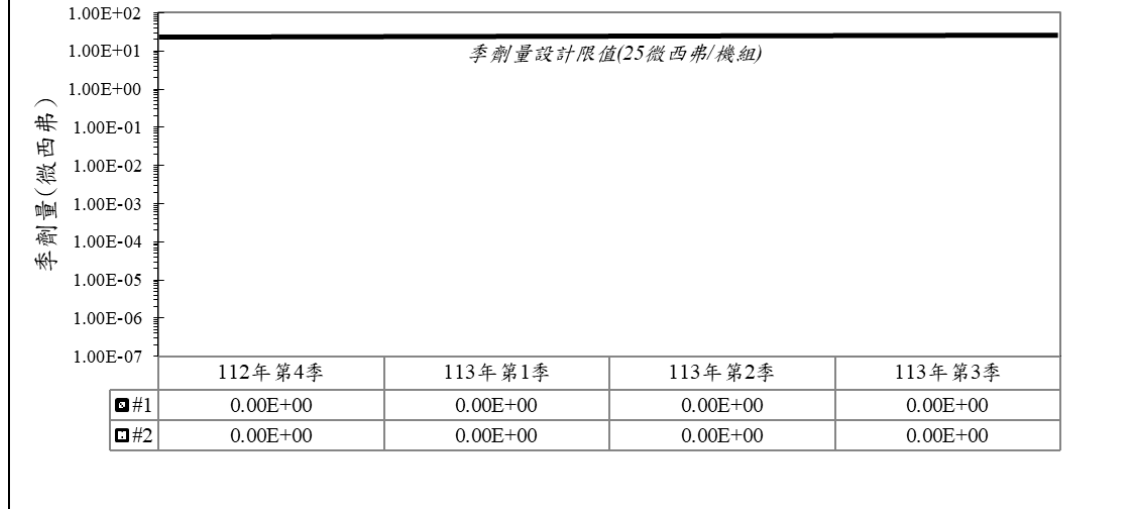 1.00E+02
1.00E+01
季劑量設計限值(25微西弗/機組)
1.00E+00
1.00E-01
1.00E-02
1.00E-03
1.00E-04
1.00E-05
1.00E-06
1.00E-07
季劑量(微西弗)
112年第4季 113年第1季 113年第2季 113年第3季
#1 0.00E+00 0.00E+00 0.00E+00 0.00E+00
#2 0.00E+00 0.00E+00 0.00E+00 0.00E+00